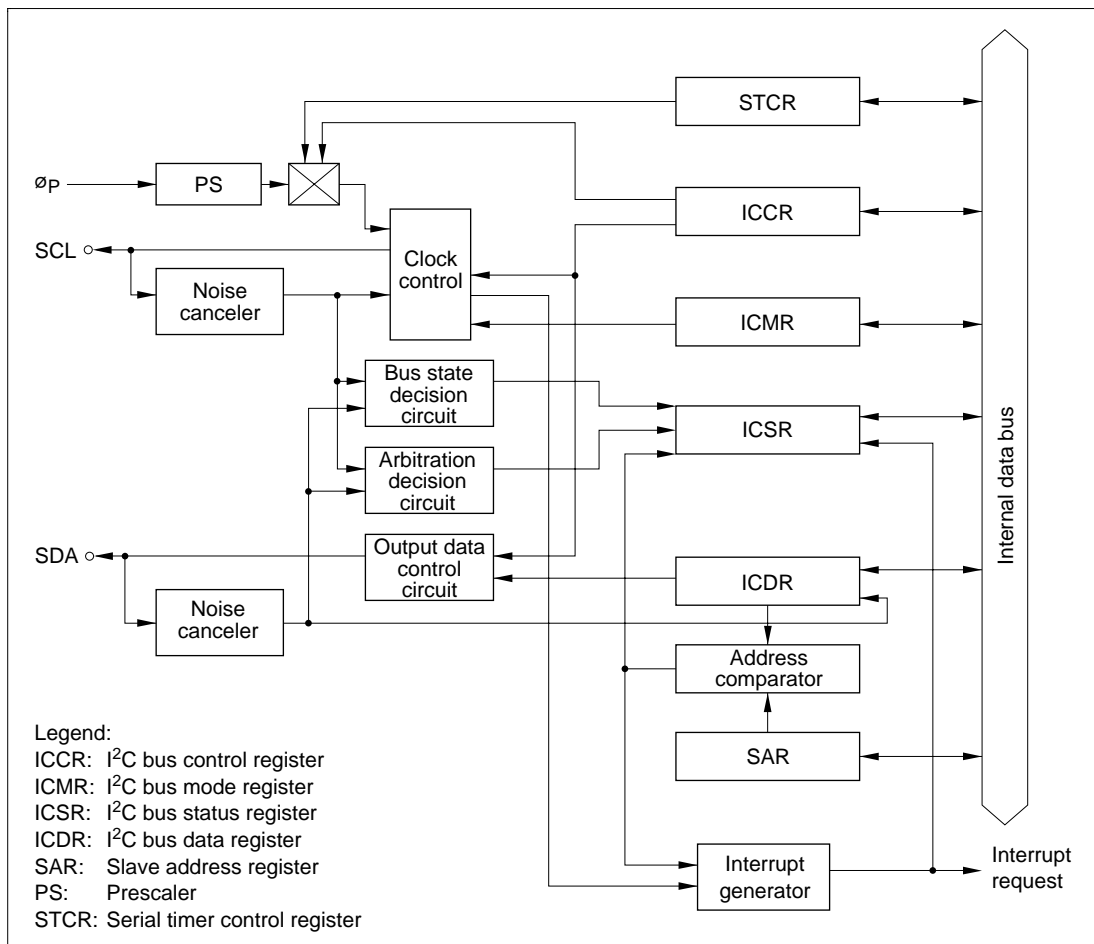 STCR
øP
PS
ICCR
SCL
Clock
control
Noise
canceler
ICMR
Bus state
decision
circuit
ICSR
Internal data bus
Arbitration
decision
circuit
SDA
Output data
control
circuit
ICDR
Noise
canceler
Address
comparator
SAR
Legend:
ICCR: I²C bus control register
ICMR: I²C bus mode register
ICSR: I²C bus status register
ICDR: I²C bus data register
SAR: Slave address register
PS: Prescaler
STCR: Serial timer control register
Interrupt
generator
Interrupt
request